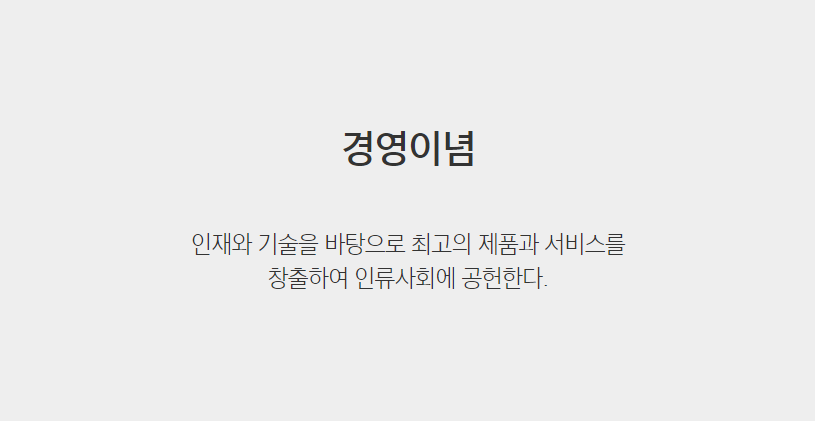 경영이념
인재와 기술을 바탕으로 최고의 제품과 서비스를
창출하여 인류사회에 공헌한다.